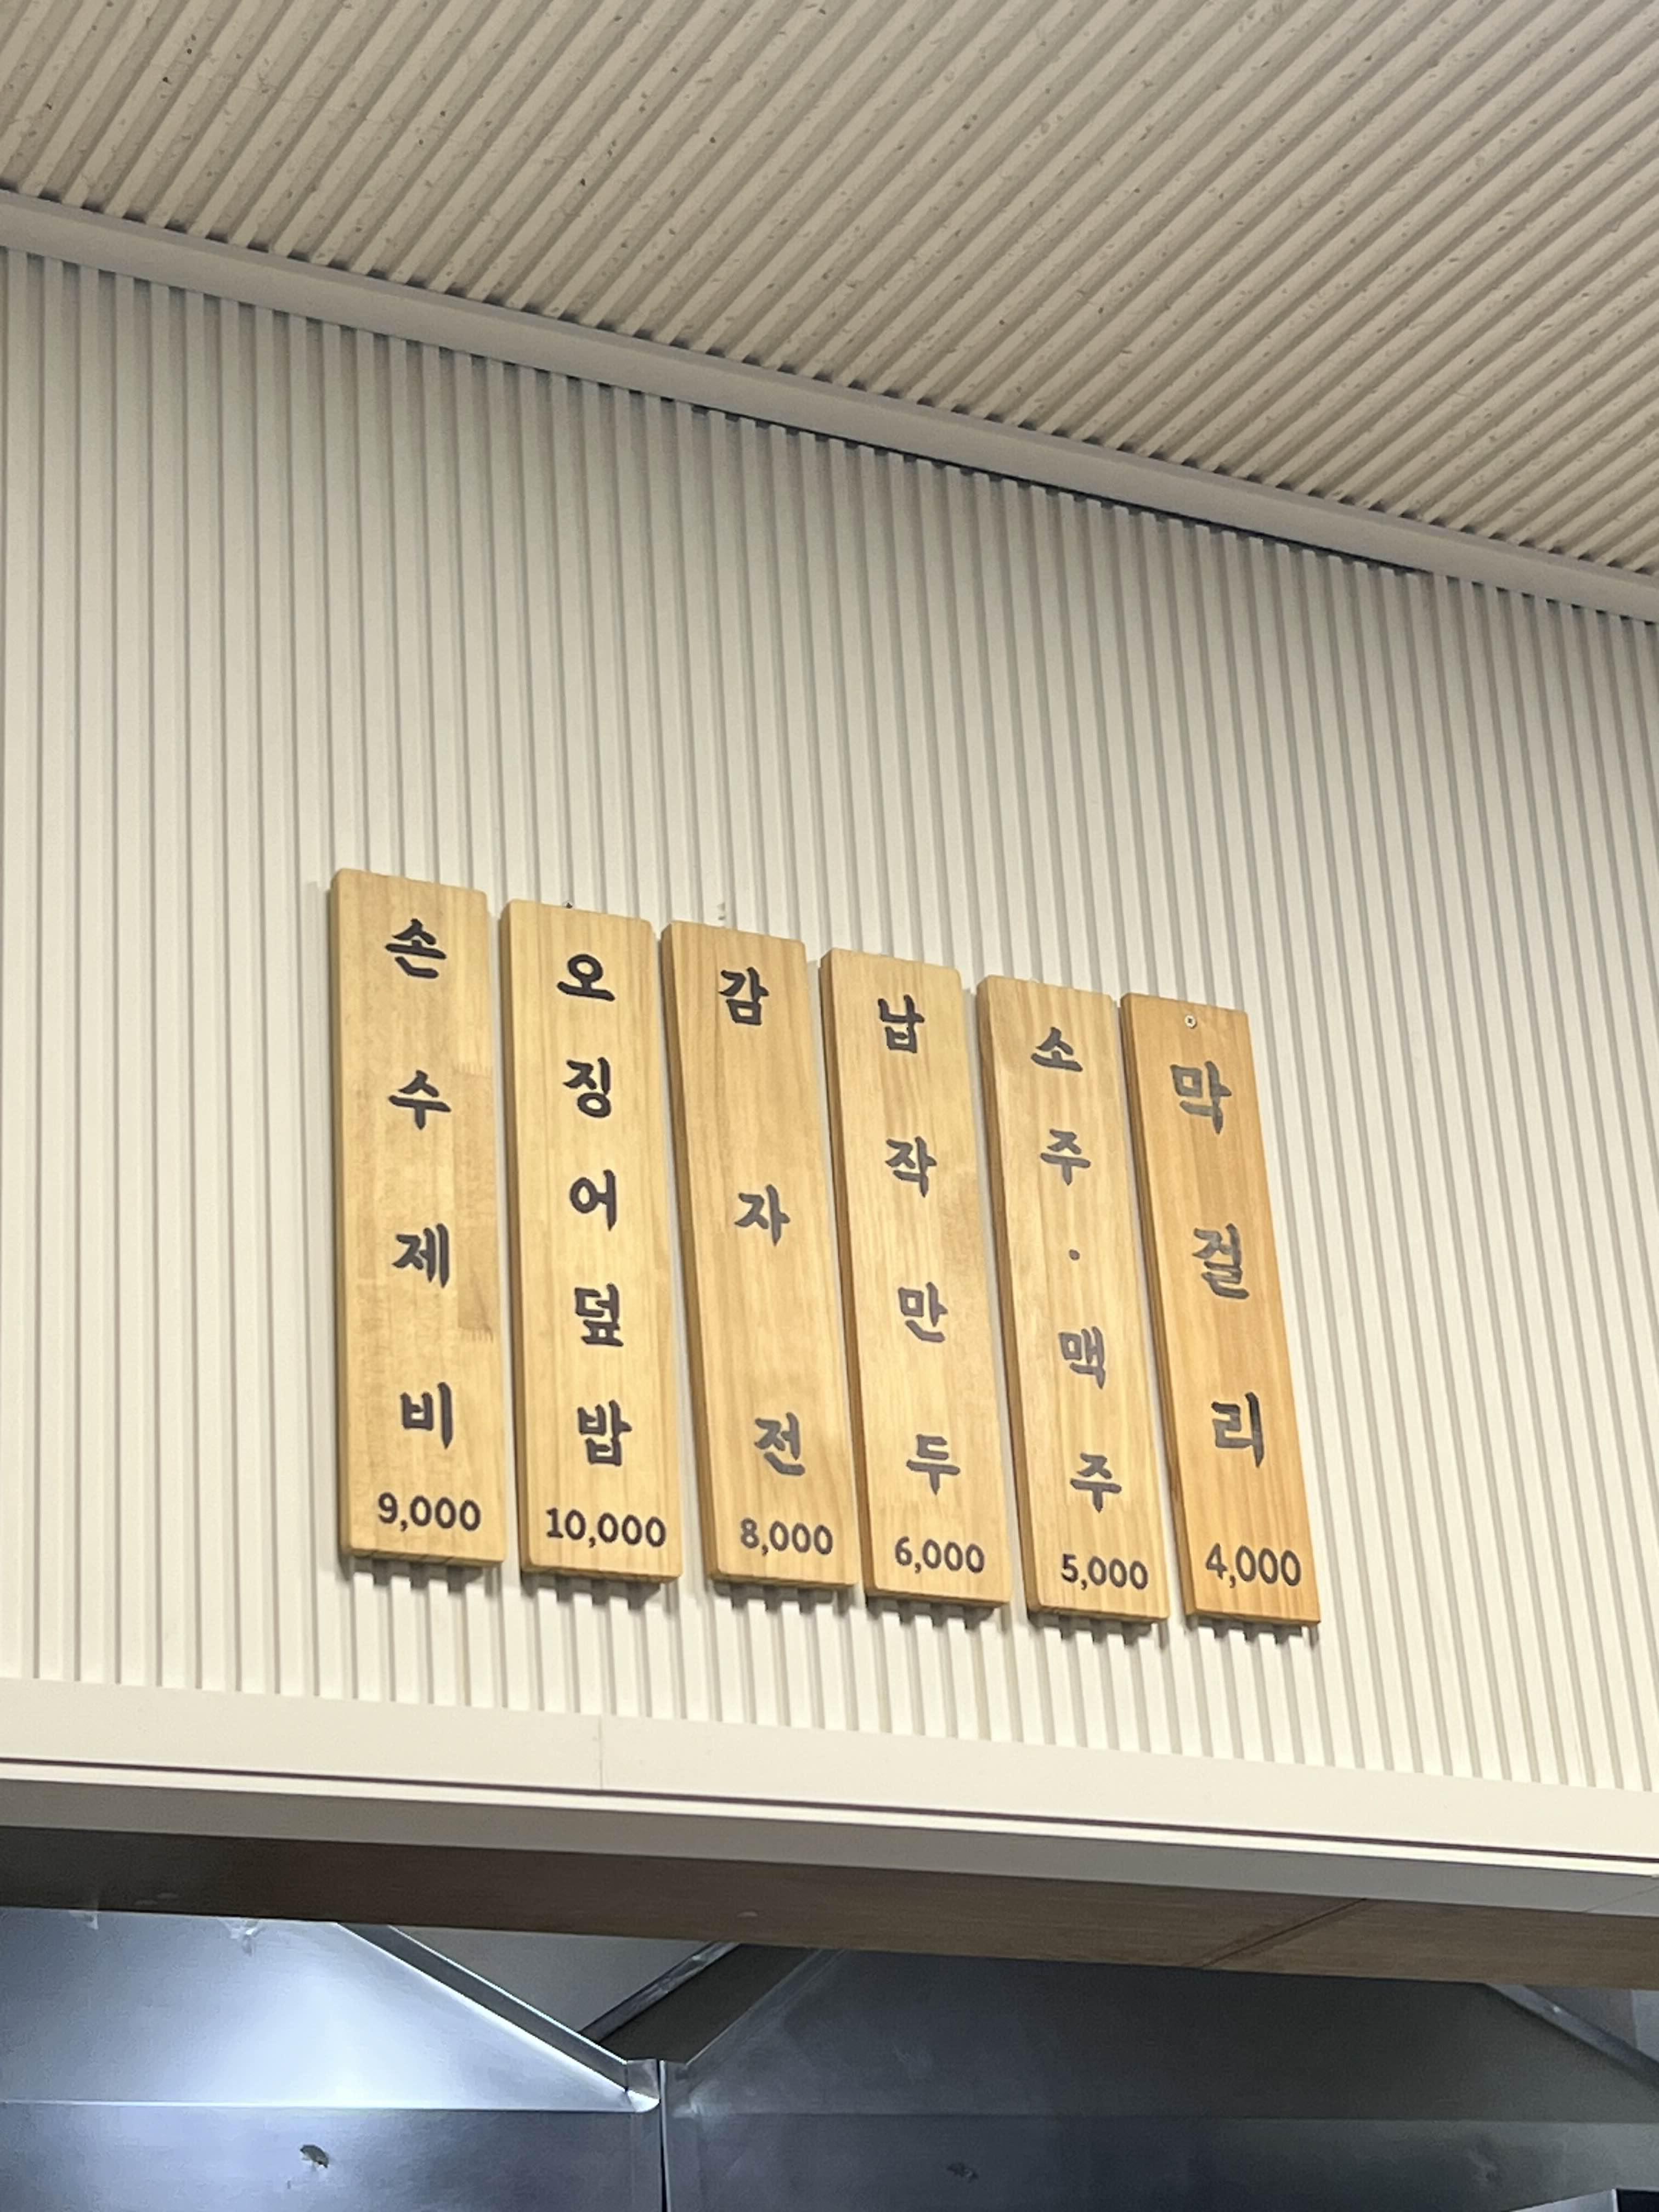 손수제비
9,000
오징어덮밥
10,000
감자전
8,000
납작만두
6,000
소주·맥주
5,000
막걸리
4,000